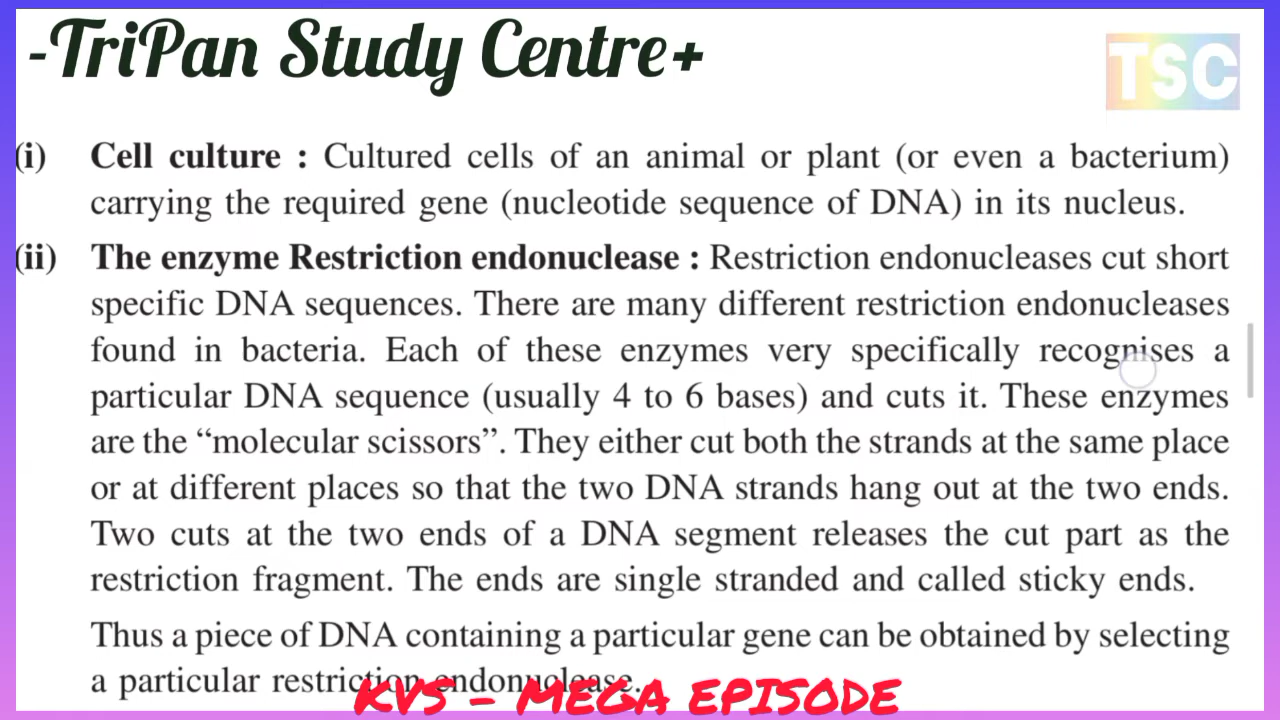 -TriPan Study Centre+
TSC
(i) Cell culture : Cultured cells of an animal or plant (or even a bacterium)
carrying the required gene (nucleotide sequence of DNA) in its nucleus.
(ii) The enzyme Restriction endonuclease : Restriction endonucleases cut short
specific DNA sequences. There are many different restriction endonucleases
found in bacteria. Each of these enzymes very specifically recognises a
particular DNA sequence (usually 4 to 6 bases) and cuts it. These enzymes
are the “molecular scissors”. They either cut both the strands at the same place
or at different places so that the two DNA strands hang out at the two ends.
Two cuts at the two ends of a DNA segment releases the cut part as the
restriction fragment. The ends are single stranded and called sticky ends.
Thus a piece of DNA containing a particular gene can be obtained by selecting
a particular restriction endonuclease.
KVS - MEGA EPISODE